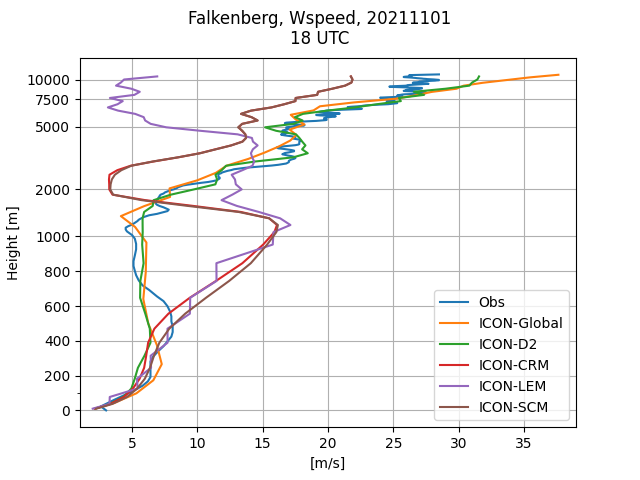 Falkenberg, Wspeed, 20211101
18 UTC
10000
7500
5000
2000
1000
800
600
400
200
0
Height [m]
Obs
ICON-Global
ICON-D2
ICON-CRM
ICON-LEM
ICON-SCM
5 10 15 20 25 30 35
[m/s]